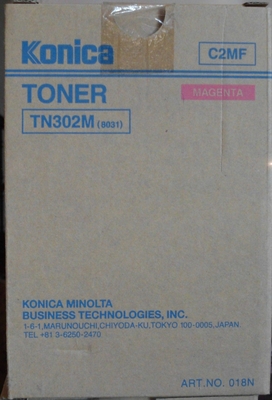 Konica
C2MF
TONER
MAGENTA
TN302M (8031)
KONICA MINOLTA
BUSINESS TECHNOLOGIES, INC.
1-6-1,MARUNOUCHI,CHIYODA-KU,TOKYO 100-0005,JAPAN.
TEL +81 3-6250-2470
ART.NO. 018N